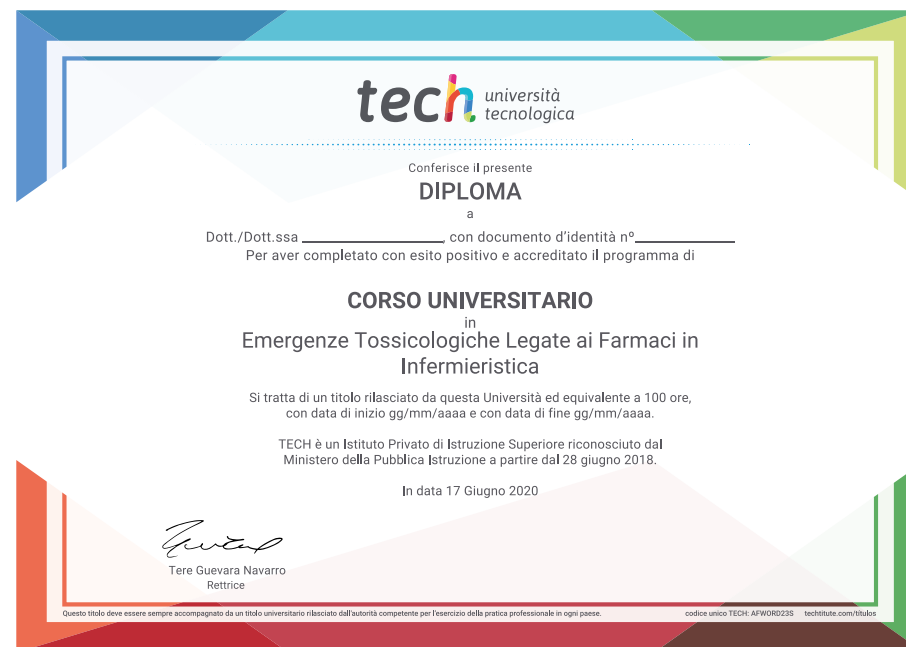 tech università
tecnologica
Conferisce il presente
DIPLOMA
a
Dott./Dott.ssa ____________________, con documento d'identità nº______________
Per aver completato con esito positivo e accreditato il programma di
CORSO UNIVERSITARIO
in
Emergenze Tossicologiche Legate ai Farmaci in
Infermieristica
Si tratta di un titolo rilasciato da questa Università ed equivalente a 100 ore,
con data di inizio gg/mm/aaaa e con data di fine gg/mm/aaaa.
TECH è un Istituto Privato di Istruzione Superiore riconosciuto dal
Ministero della Pubblica Istruzione a partire dal 28 giugno 2018.
In data 17 Giugno 2020
Tere Guevara Navarro
Rettrice
Questo titolo deve essere sempre accompagnato da un titolo universitario rilasciato dall'autorità competente per l'esercizio della pratica professionale in ogni paese. codice unico TECH: AFWORD23S techtitute.com/títulos